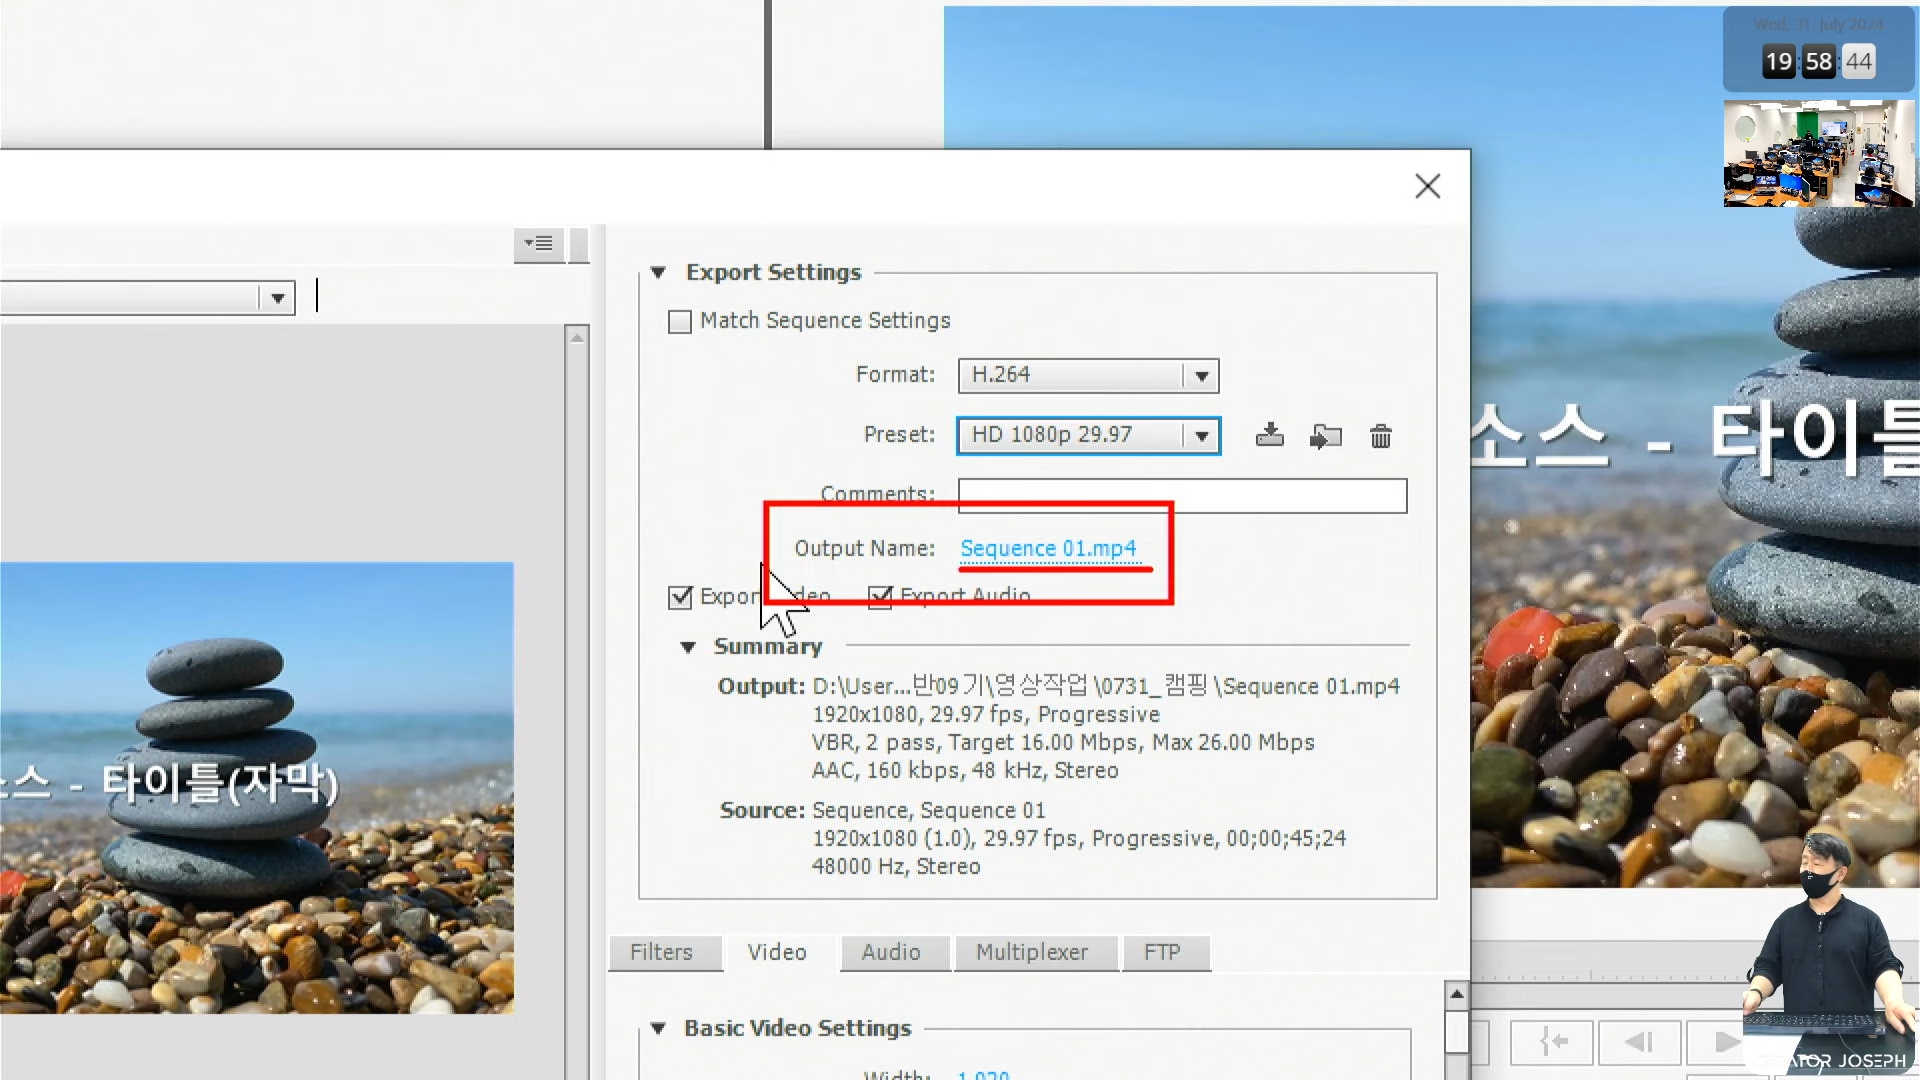 Wed, 31, July 2024
19:58:44
Export Settings
Match Sequence Settings
Format: H.264
Preset: HD 1080p 29.97
Comments:
Output Name: Sequence 01.mp4
Export Audio
Summary
Output: D:\User...반09기\영상작업\0731_캠핑\Sequence 01.mp4
1920x1080, 29.97 fps, Progressive
VBR, 2 pass, Target 16.00 Mbps, Max 26.00 Mbps
AAC, 160 kbps, 48 kHz, Stereo
Source: Sequence, Sequence 01
1920x1080 (1.0), 29.97 fps, Progressive, 00;00;45;24
48000 Hz, Stereo
Filters Video Audio Multiplexer FTP
Basic Video Settings
스 - 타이틀(자막)
소스 - 타이틀
JOSEPH